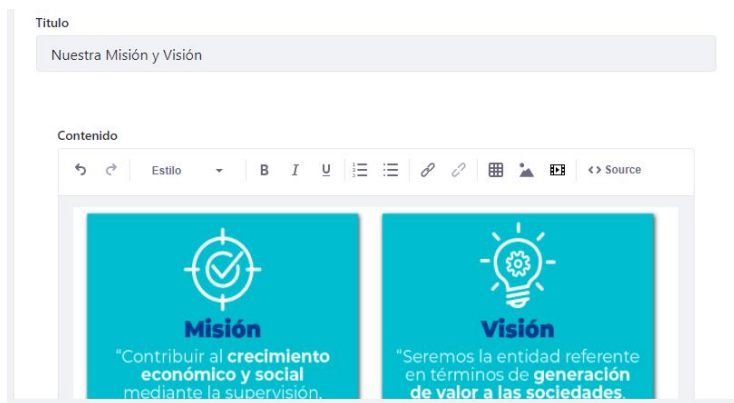 Titulo
Nuestra Misión y Visión
Contenido
Estilo B I U <> Source
Misión
"Contribuir al crecimiento
económico y social
mediante la supervisión,
Visión
"Seremos la entidad referente
en términos de generación
de valor a las sociedades,